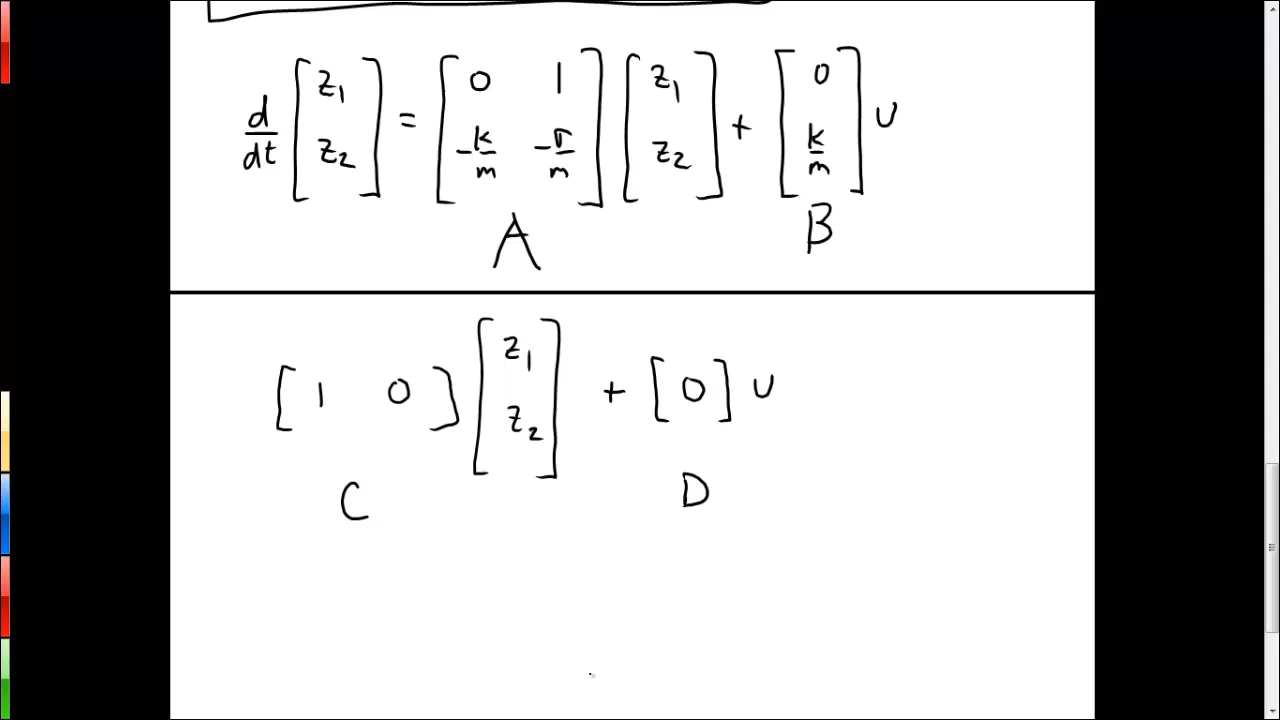 d/dt [z₁ z₂] = [0 1 -k/m -r/m] [z₁ z₂] + [0 k/m] u
A B
[1 0] [z₁ z₂] + [0] u
C D